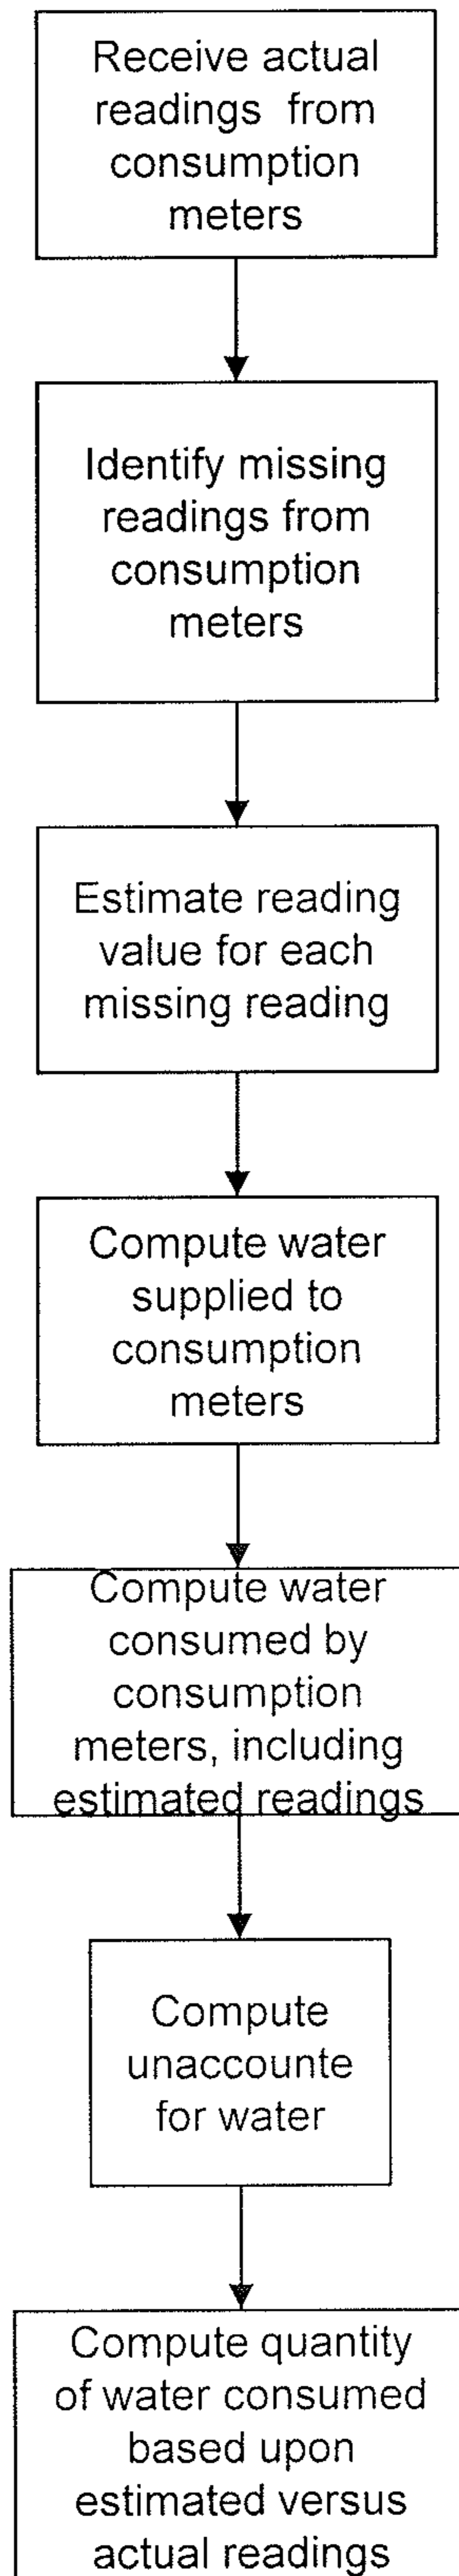 Receive actual
readings from
consumption
meters
Identify missing
readings from
consumption
meters
Estimate reading
value for each
missing reading
Compute water
supplied to
consumption
meters
Compute water
consumed by
consumption
meters, including
estimated readings
Compute
unaccounte
for water
Compute quantity
of water consumed
based upon
estimated versus
actual readings